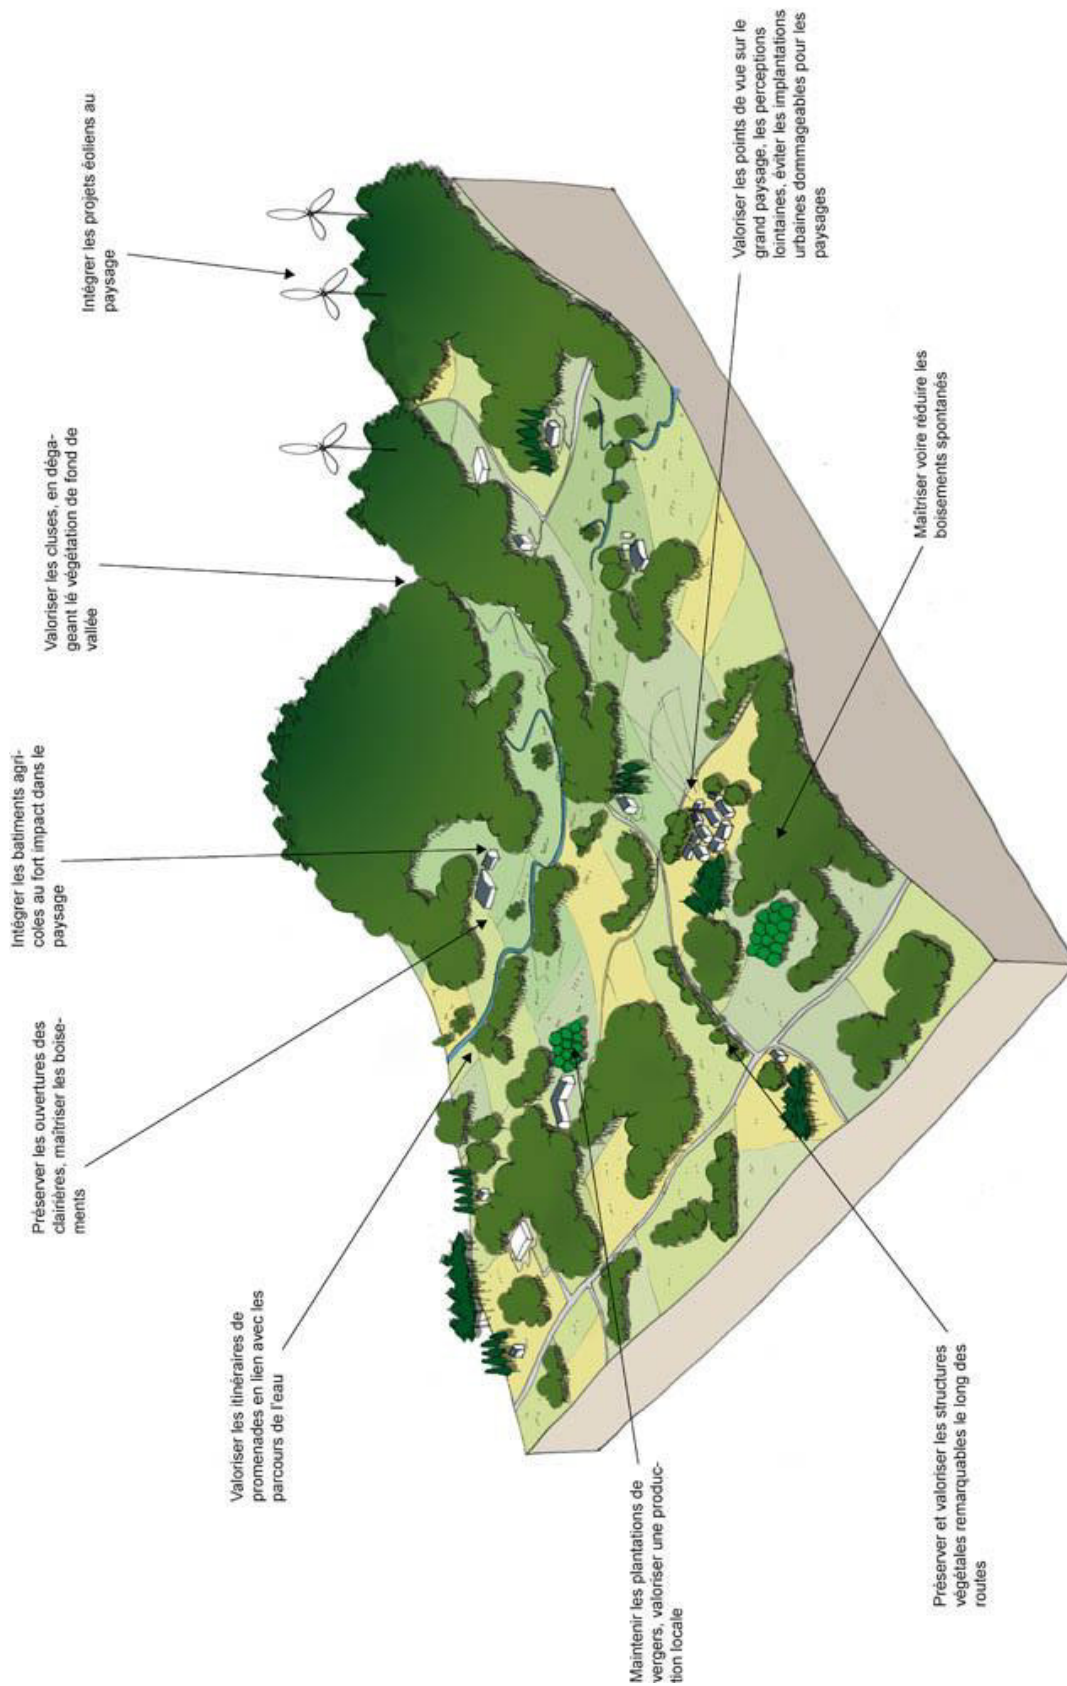 Intégrer les projets éoliens au
paysage
Valoriser les cluses, en déga-
geant le végétation de fond de
vallée
Intégrer les batiments agri-
coles au fort impact dans le
paysage
Préserver les ouvertures des
clairières, maîtriser les boise-
ments
Valoriser les itinéraires de
promenades en lien avec les
parcours de l'eau
Maintenir les plantations de
vergers, valoriser une produc-
tion locale
Préserver et valoriser les structures
végétales remarquables le long des
routes
Maîtriser voire réduire les
boisements spontanés
Valoriser les points de vue sur le
grand paysage, les perceptions
lointaines, éviter les implantations
urbaines dommageables pour les
paysages